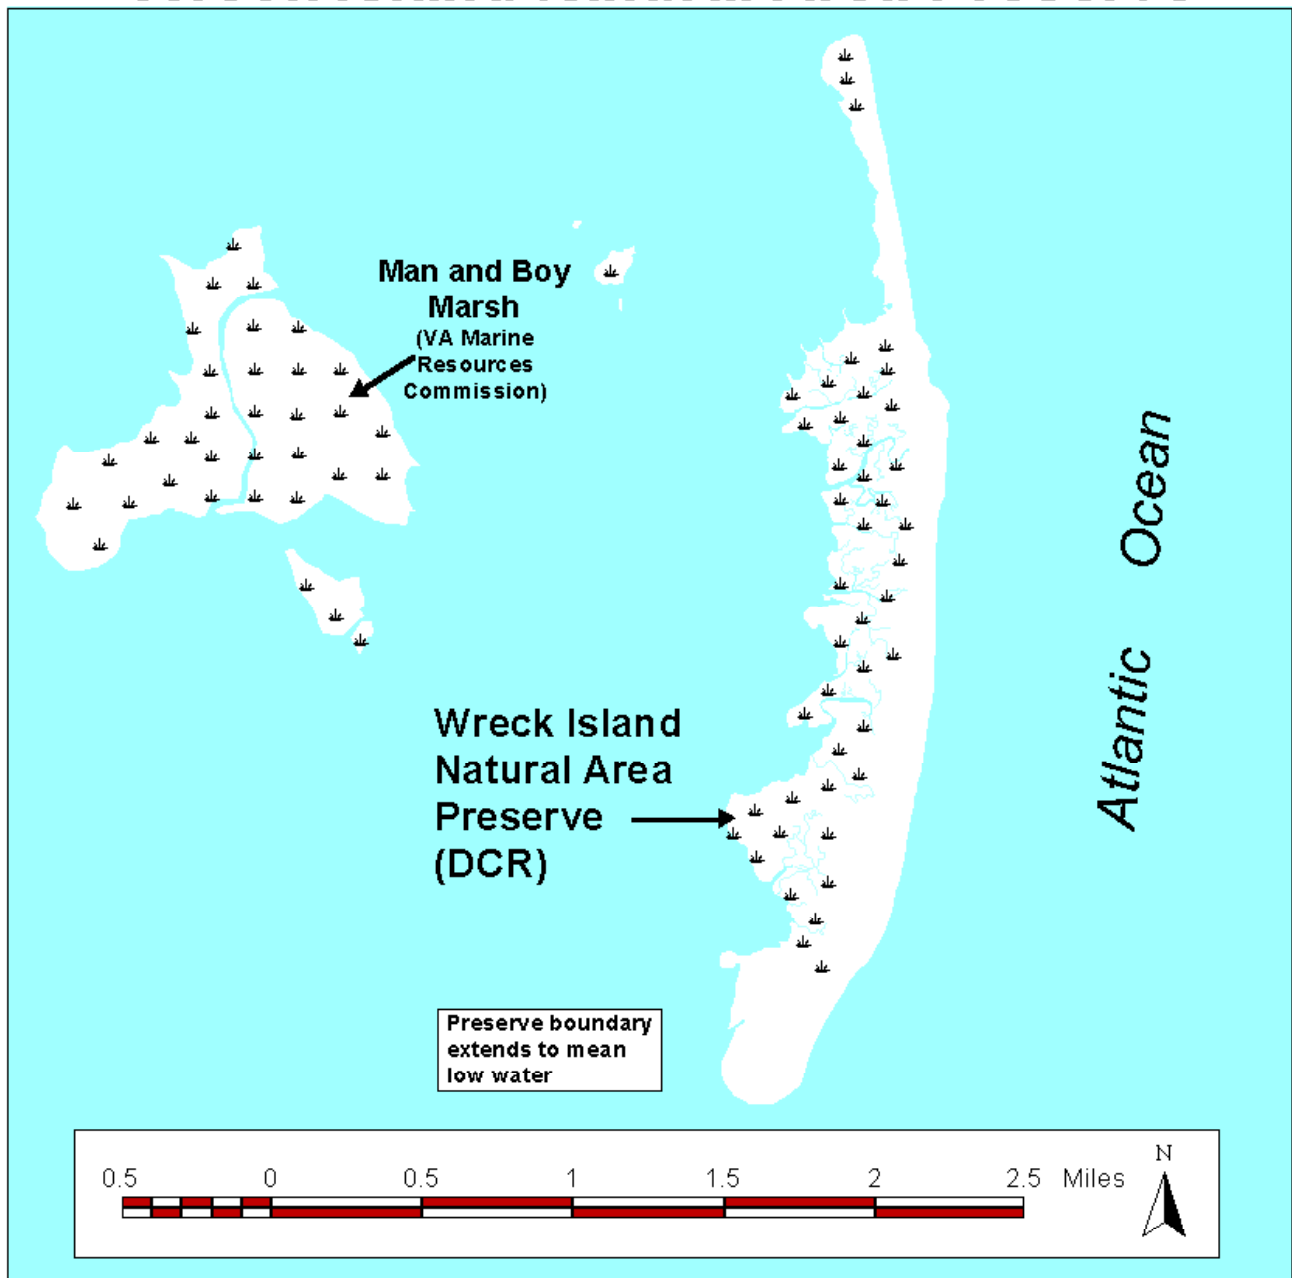 Man and Boy
Marsh
(VA Marine
Resources
Commission)
Atlantic Ocean
Wreck Island
Natural Area
Preserve
(DCR)
Preserve boundary
extends to mean
low water
0.5 0 0.5 1 1.5 2 2.5 Miles
N